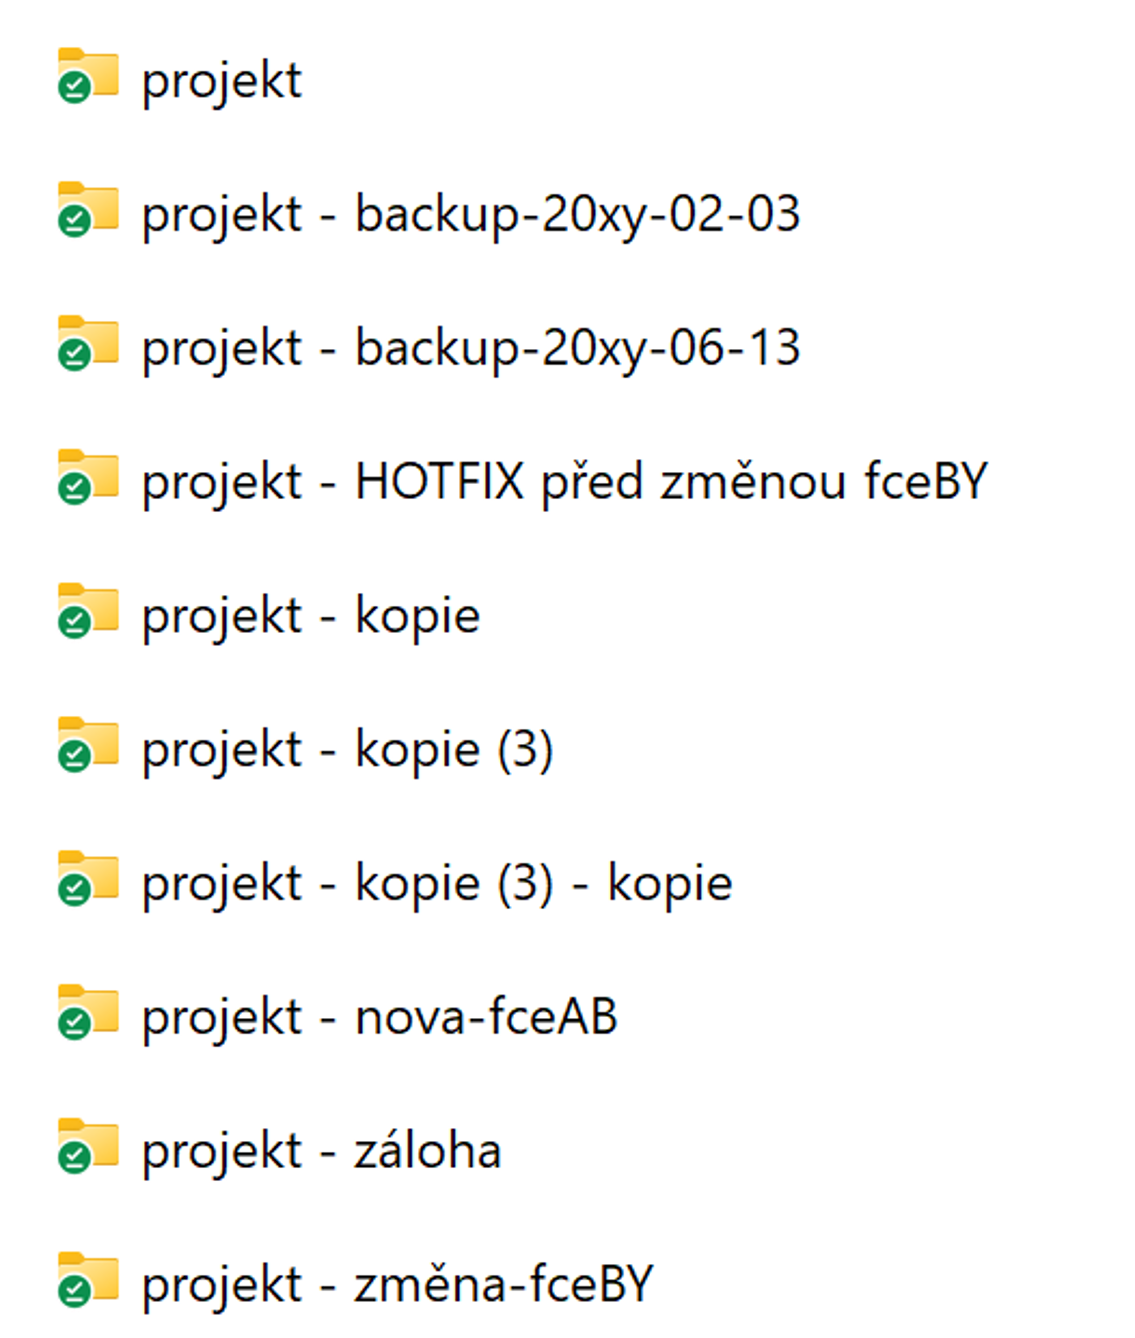 projekt
projekt - backup-20xy-02-03
projekt - backup-20xy-06-13
projekt - HOTFIX před změnou fceBY
projekt - kopie
projekt - kopie (3)
projekt - kopie (3) - kopie
projekt - nova-fceAB
projekt - záloha
projekt - změna-fceBY